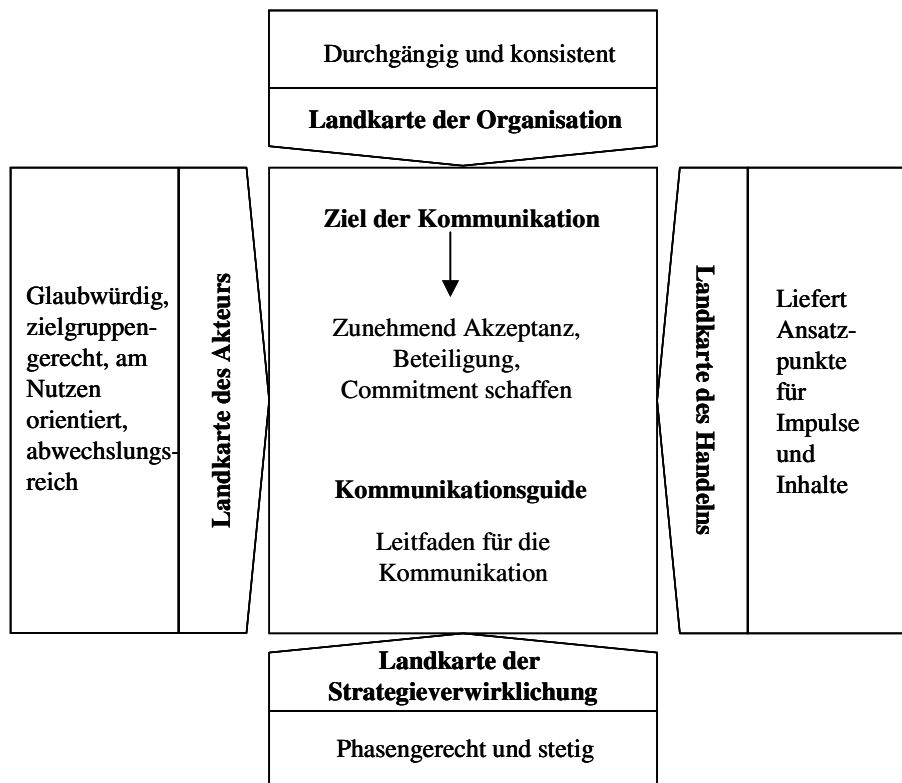 Durchgängig und konsistent
Landkarte der Organisation
Glaubwürdig,
zielgruppen-
gerecht, am
Nutzen
orientiert,
abwechslungs-
reich
Landkarte des Akteurs
Ziel der Kommunikation
Zunehmend Akzeptanz,
Beteiligung,
Commitment schaffen
Kommunikationsguide
Leitfaden für die
Kommunikation
Landkarte des Handelns
Liefert
Ansatz-
punkte
für
Impulse
und
Inhalte
Landkarte der
Strategieverwirklichung
Phasengerecht und stetig